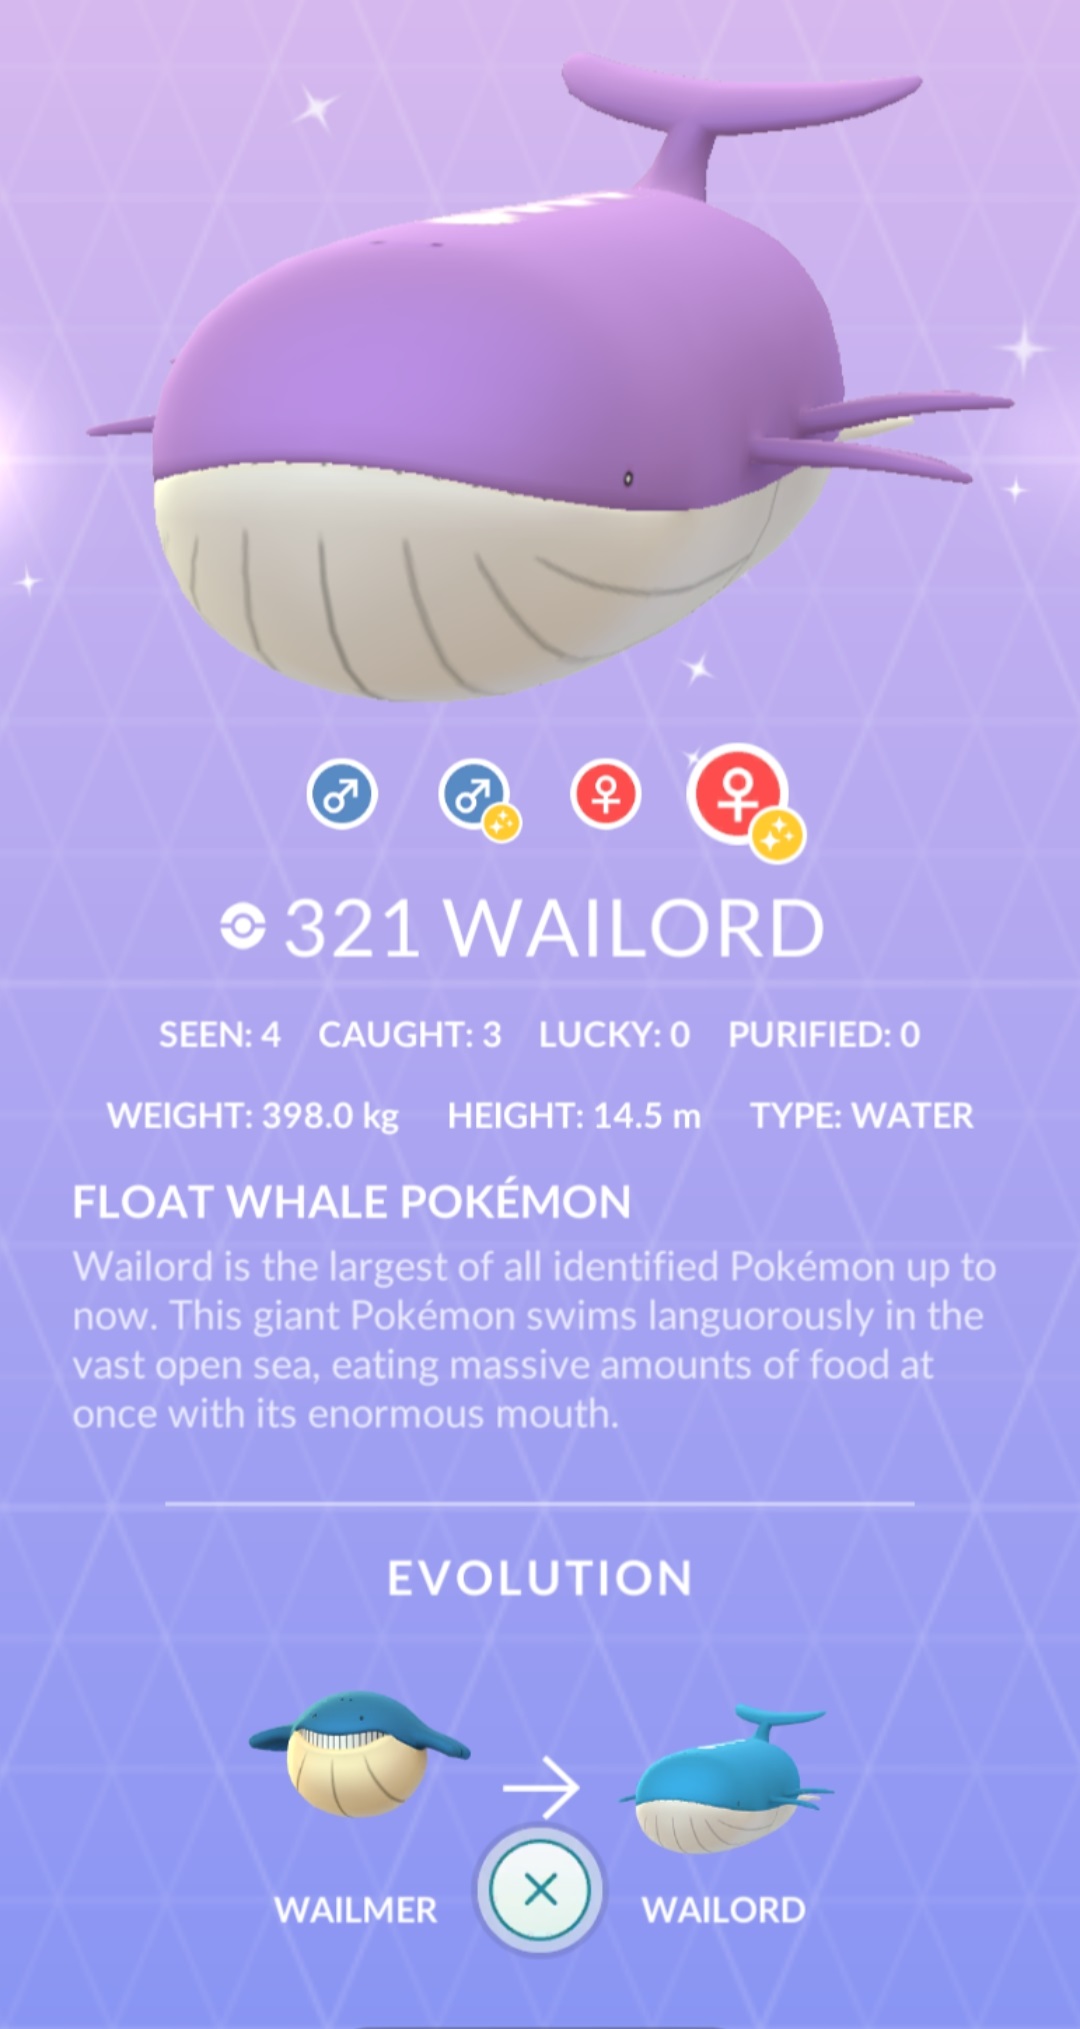 321 WAILORD
SEEN: 4 CAUGHT: 3 LUCKY: 0 PURIFIED: 0
WEIGHT: 398.0 kg HEIGHT: 14.5 m TYPE: WATER
FLOAT WHALE POKÉMON
Wailord is the largest of all identified Pokémon up to
now. This giant Pokémon swims languorously in the
vast open sea, eating massive amounts of food at
once with its enormous mouth.
EVOLUTION
WAILMER WAILORD